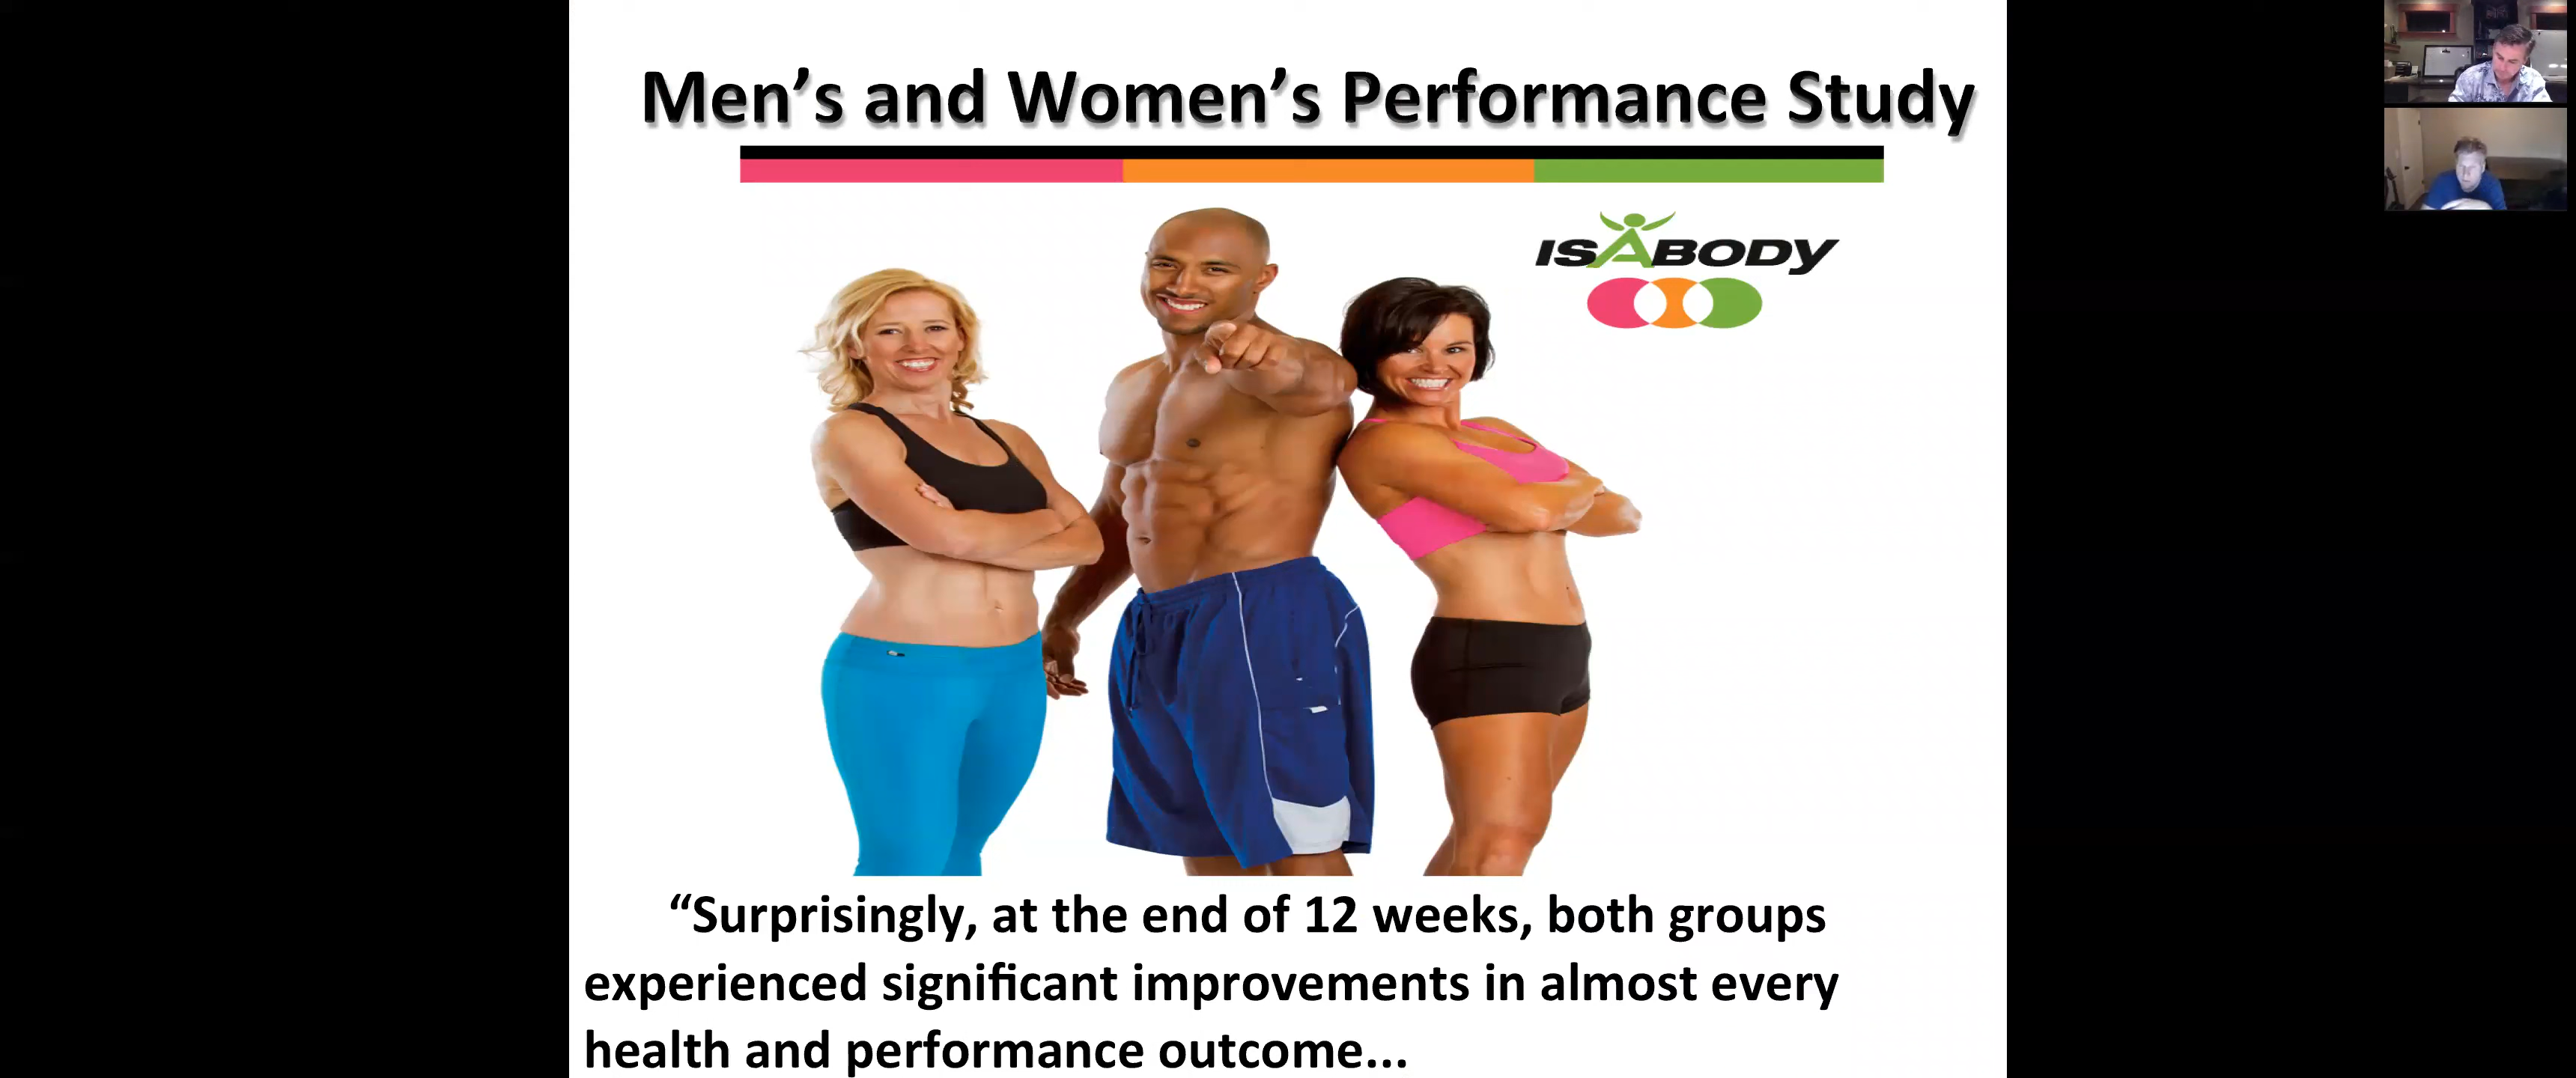 Men’s and Women’s Performance Study
ISABODY
“Surprisingly, at the end of 12 weeks, both groups
experienced significant improvements in almost every
health and performance outcome...